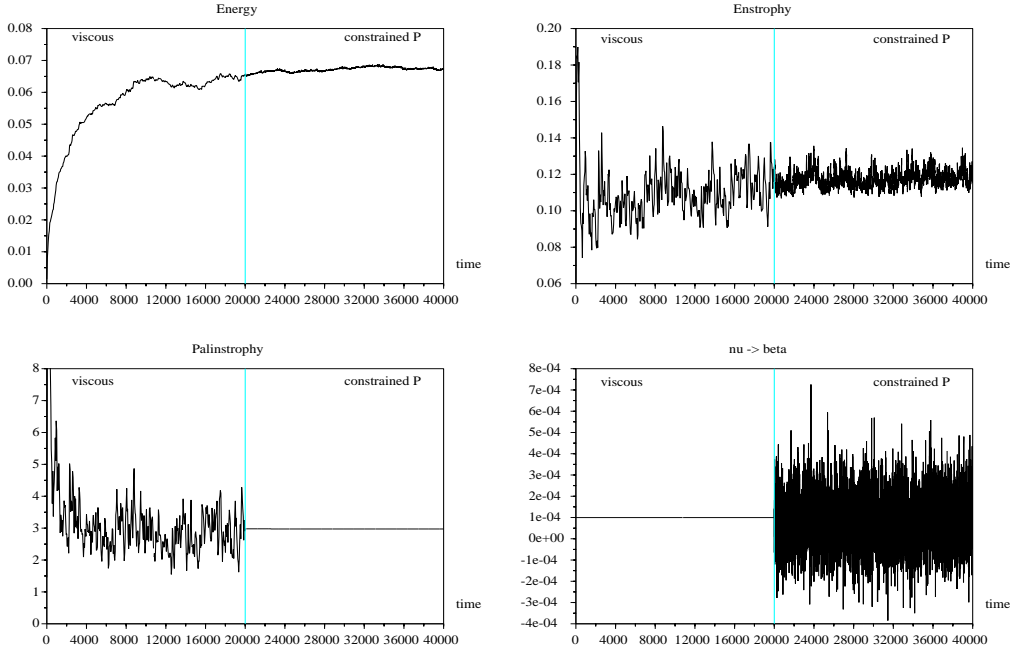 Energy
0.08
viscous constrained P
0.07
0.06
0.05
0.04
0.03
0.02
0.01
time
0.00
0 4000 8000 12000 16000 20000 24000 28000 32000 36000 40000
Enstrophy
0.20
viscous constrained P
0.18
0.16
0.14
0.12
0.10
0.08
time
0.06
0 4000 8000 12000 16000 20000 24000 28000 32000 36000 40000
Palinstrophy
8
viscous constrained P
7
6
5
4
3
2
1
time
0
0 4000 8000 12000 16000 20000 24000 28000 32000 36000 40000
nu -> beta
8e-04
viscous constrained P
7e-04
6e-04
5e-04
4e-04
3e-04
2e-04
1e-04
0e+00
-1e-04
-2e-04
-3e-04
time
-4e-04
0 4000 8000 12000 16000 20000 24000 28000 32000 36000 40000